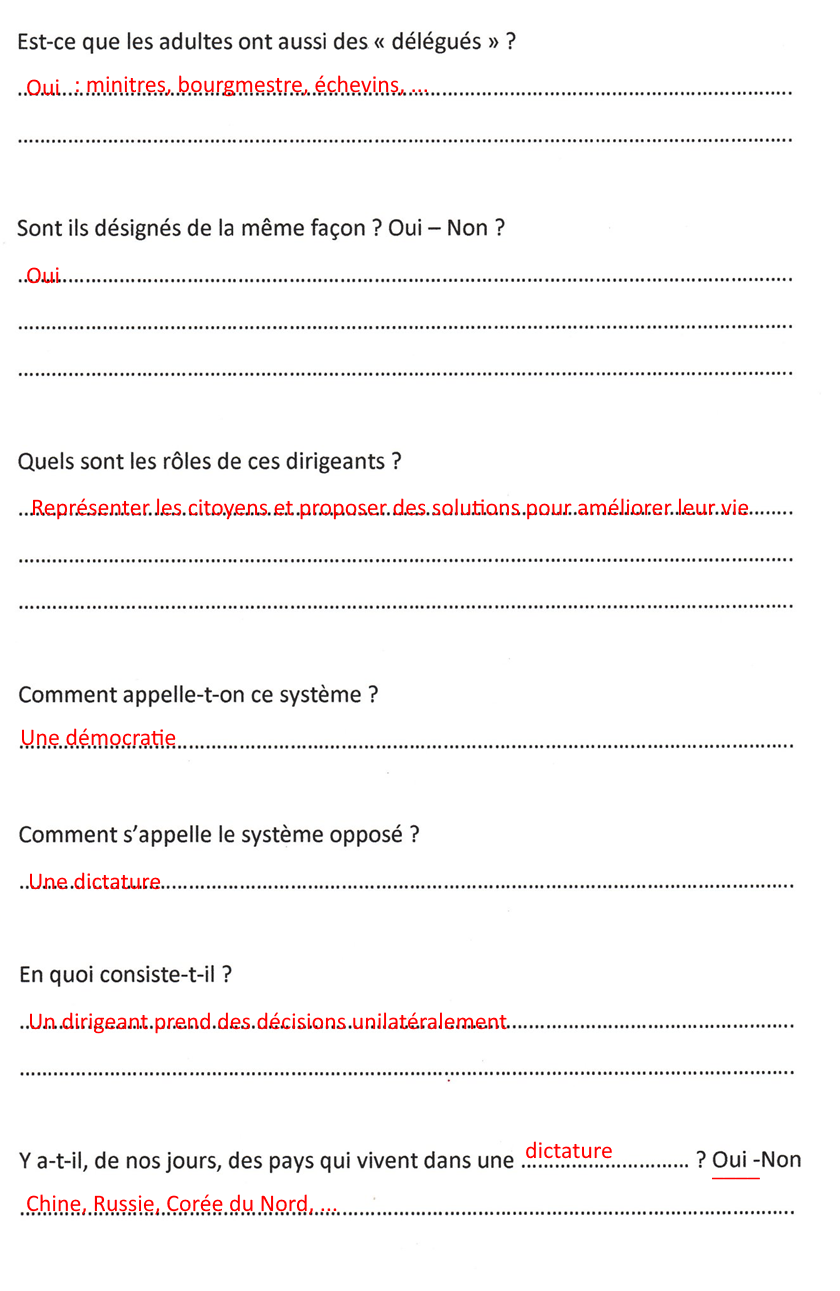 Est-ce que les adultes ont aussi des « délégués » ?
Oui : minitres, bourgmestre, échevins, ...
Sont ils désignés de la même façon ? Oui – Non ?
Oui
Quels sont les rôles de ces dirigeants ?
Représenter les citoyens et proposer des solutions pour améliorer leur vie
Comment appelle-t-on ce système ?
Une démocratie
Comment s’appelle le système opposé ?
Une dictature
En quoi consiste-t-il ?
Un dirigeant prend des décisions unilatéralement
Y a-t-il, de nos jours, des pays qui vivent dans une dictature ? Oui -Non
Chine, Russie, Corée du Nord, ...